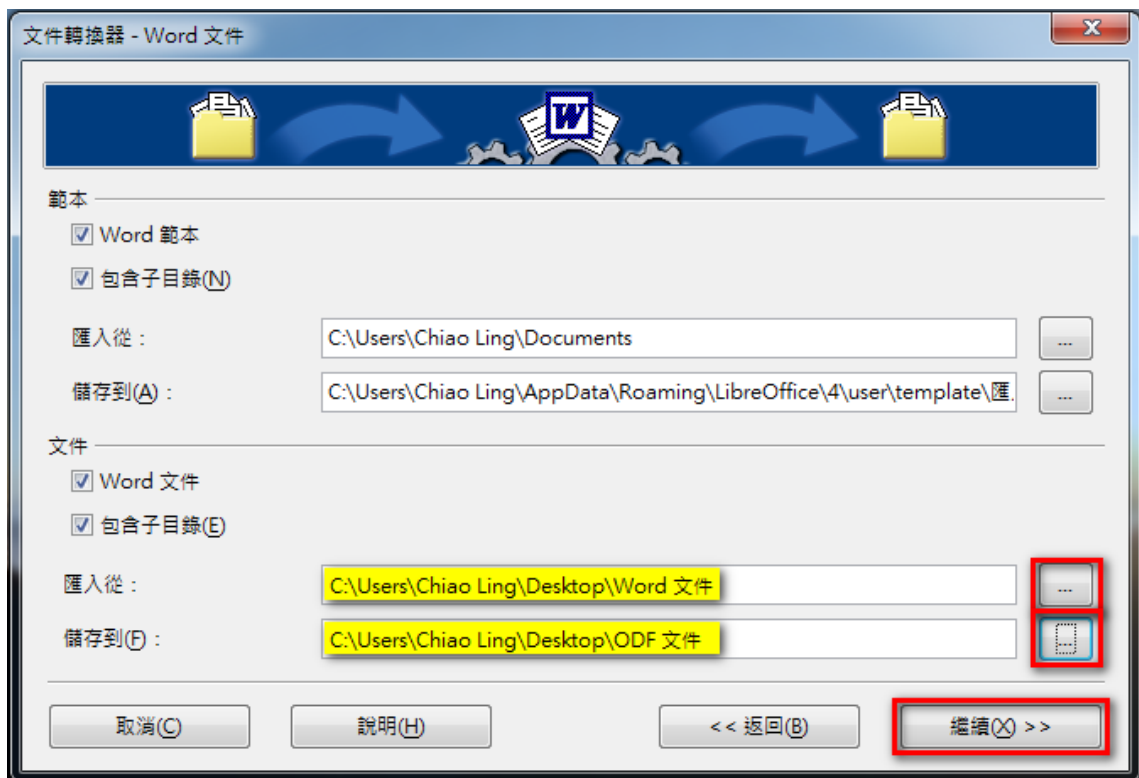 文件轉換器 - Word 文件
W
範本
Word 範本
包含子目錄(N)
匯入從：
C:\Users\Chiao Ling\Documents
...
儲存到(A)：
C:\Users\Chiao Ling\AppData\Roaming\LibreOffice\4\user\template\匯.
...
文件
Word 文件
包含子目錄(E)
匯入從：
C:\Users\Chiao Ling\Desktop\Word 文件
...
儲存到(F)：
C:\Users\Chiao Ling\Desktop\ODF 文件
...
取消(C) 說明(H) << 返回(B) 繼續(X) >>